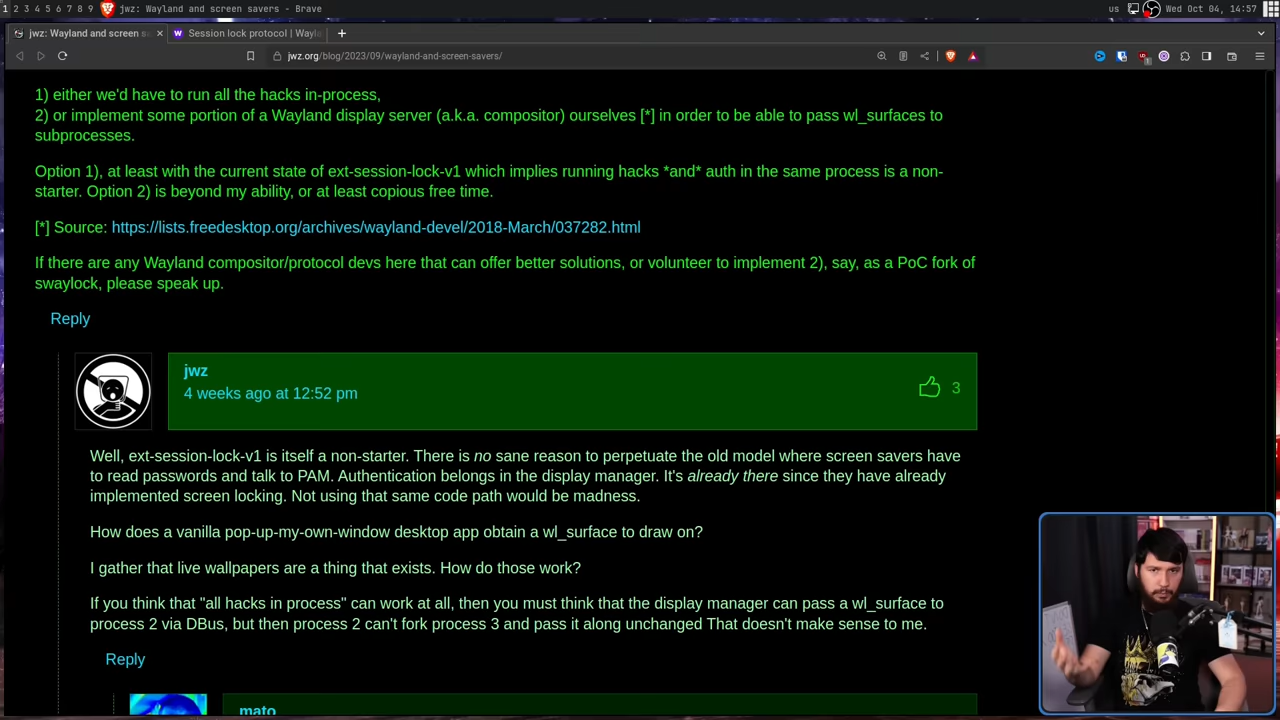 1 2 3 4 5 6 7 8 9 jwz: Wayland and screen savers - Brave us Wed Oct 04, 14:57
jwz: Wayland and screen s Session lock protocol | Wayla
jwz.org/blog/2023/09/wayland-and-screen-savers/
1) either we'd have to run all the hacks in-process,
2) or implement some portion of a Wayland display server (a.k.a. compositor) ourselves [*] in order to be able to pass wl_surfaces to
subprocesses.
Option 1), at least with the current state of ext-session-lock-v1 which implies running hacks *and* auth in the same process is a non-
starter. Option 2) is beyond my ability, or at least copious free time.
[*] Source: https://lists.freedesktop.org/archives/wayland-devel/2018-March/037282.html
If there are any Wayland compositor/protocol devs here that can offer better solutions, or volunteer to implement 2), say, as a PoC fork of
swaylock, please speak up.
Reply
jwz
4 weeks ago at 12:52 pm
3
Well, ext-session-lock-v1 is itself a non-starter. There is no sane reason to perpetuate the old model where screen savers have
to read passwords and talk to PAM. Authentication belongs in the display manager. It's already there since they have already
implemented screen locking. Not using that same code path would be madness.
How does a vanilla pop-up-my-own-window desktop app obtain a wl_surface to draw on?
I gather that live wallpapers are a thing that exists. How do those work?
If you think that "all hacks in process" can work at all, then you must think that the display manager can pass a wl_surface to
process 2 via DBus, but then process 2 can't fork process 3 and pass it along unchanged That doesn't make sense to me.
Reply
mato